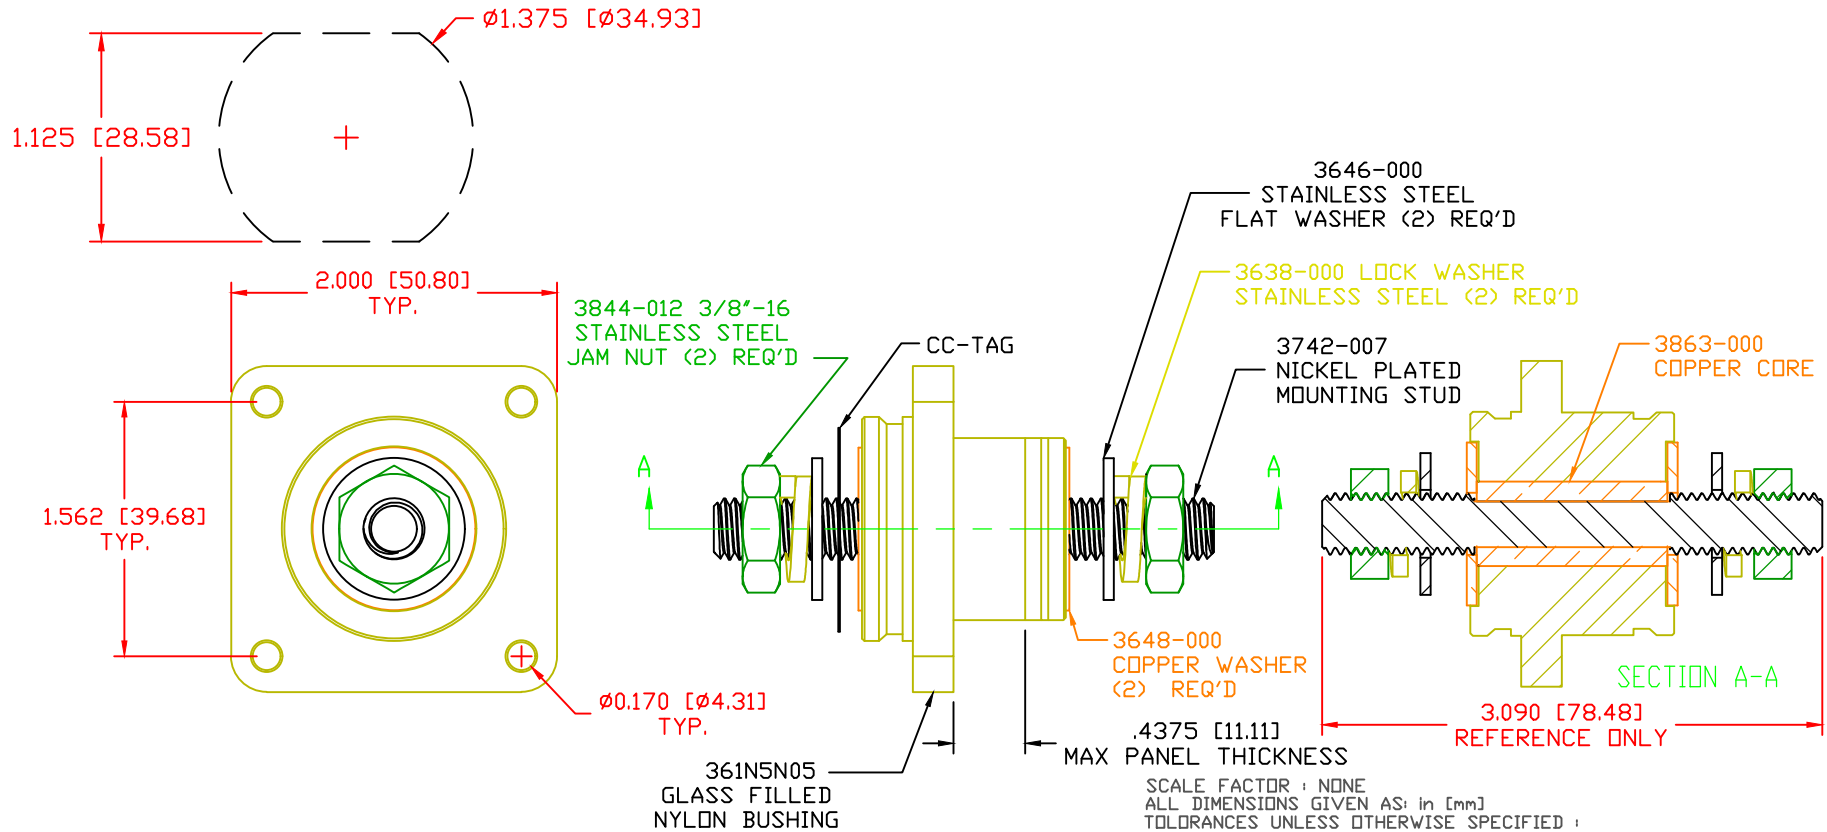 Ø1.375 [Ø34.93]
1.125 [28.58]
2.000 [50.80]
TYP.
1.562 [39.68]
TYP.
Ø0.170 [Ø4.31]
TYP.
3844-012 3/8"-16
STAINLESS STEEL
JAM NUT (2) REQ'D
CC-TAG
3646-000
STAINLESS STEEL
FLAT WASHER (2) REQ'D
3638-000 LOCK WASHER
STAINLESS STEEL (2) REQ'D
3742-007
NICKEL PLATED
MOUNTING STUD
3863-000
COPPER CORE
A
A
3648-000
COPPER WASHER
(2) REQ'D
SECTION A-A
3.090 [78.48]
REFERENCE ONLY
.4375 [11.11]
MAX PANEL THICKNESS
361N5N05
GLASS FILLED
NYLON BUSHING
SCALE FACTOR : NONE
ALL DIMENSIONS GIVEN AS: in [mm]
TOLORANCES UNLESS OTHERWISE SPECIFIED :